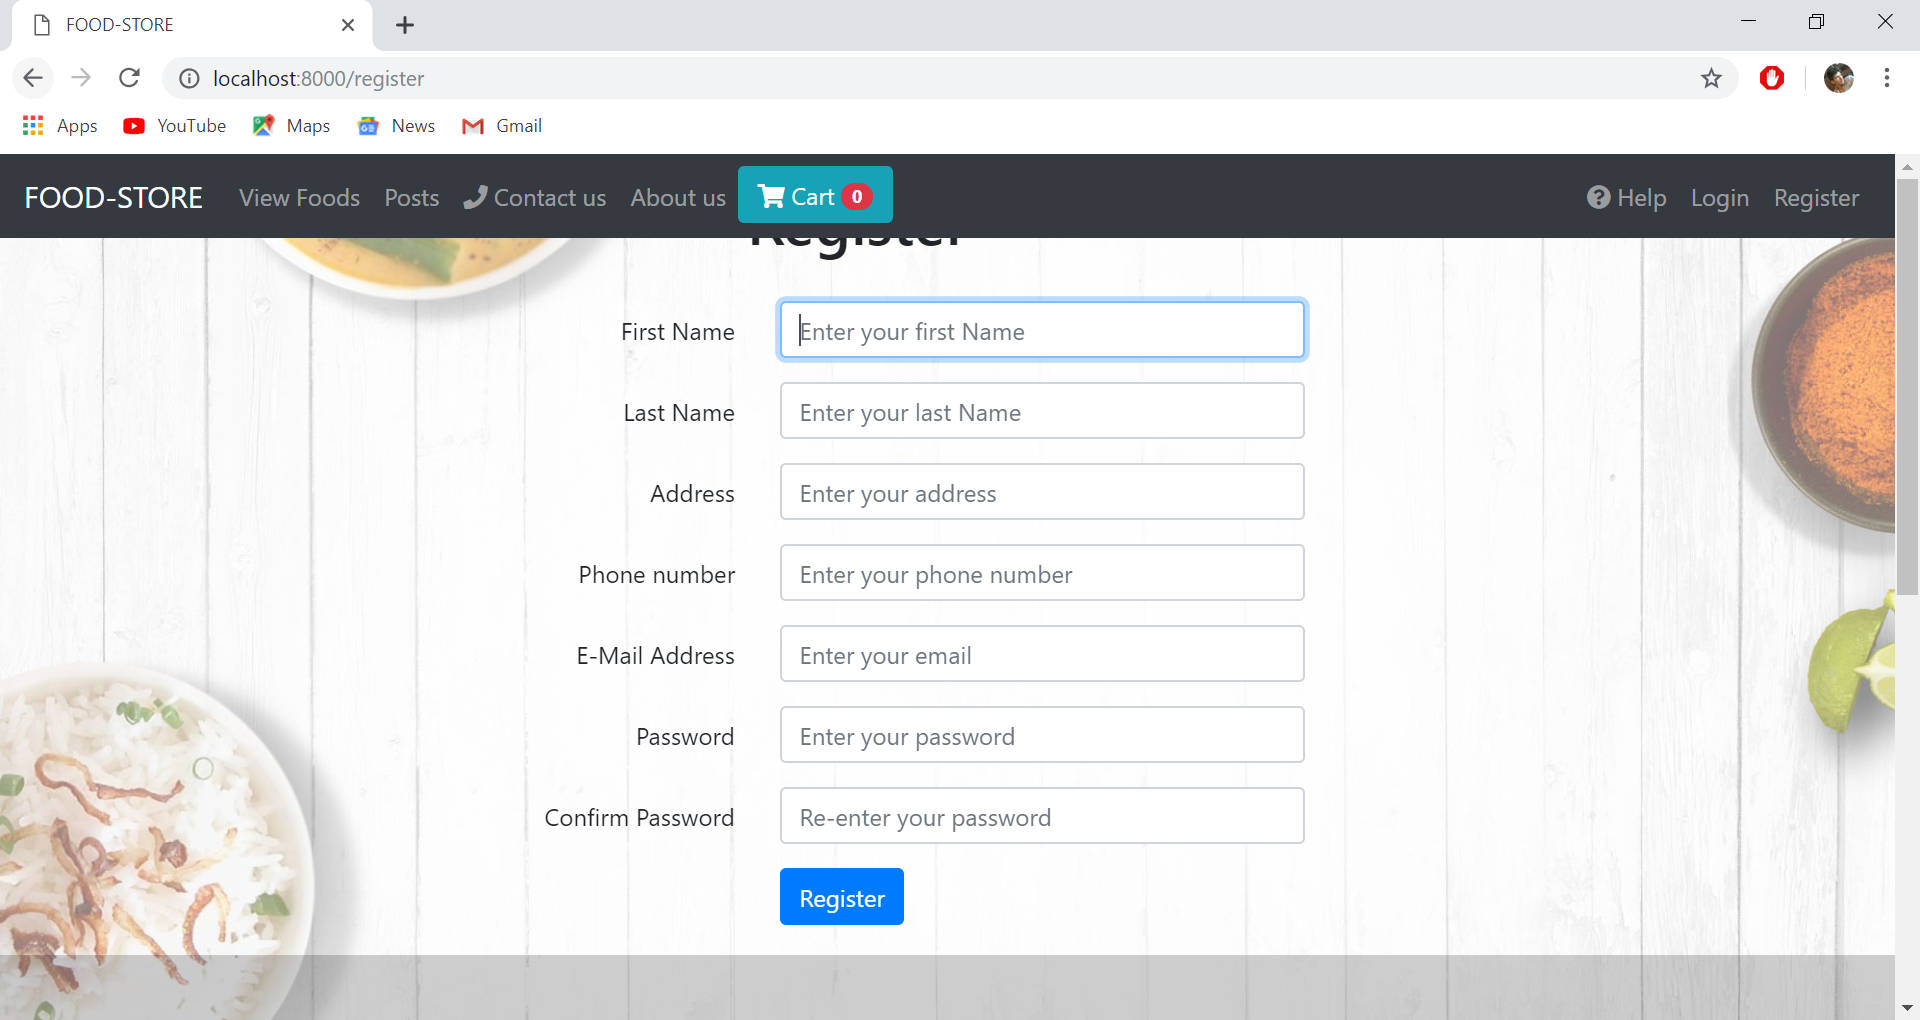 FOOD-STORE
localhost:8000/register
Apps YouTube Maps News Gmail
FOOD-STORE View Foods Posts Contact us About us Cart 0 Help Login Register
Register
First Name Enter your first Name
Last Name Enter your last Name
Address Enter your address
Phone number Enter your phone number
E-Mail Address Enter your email
Password Enter your password
Confirm Password Re-enter your password
Register